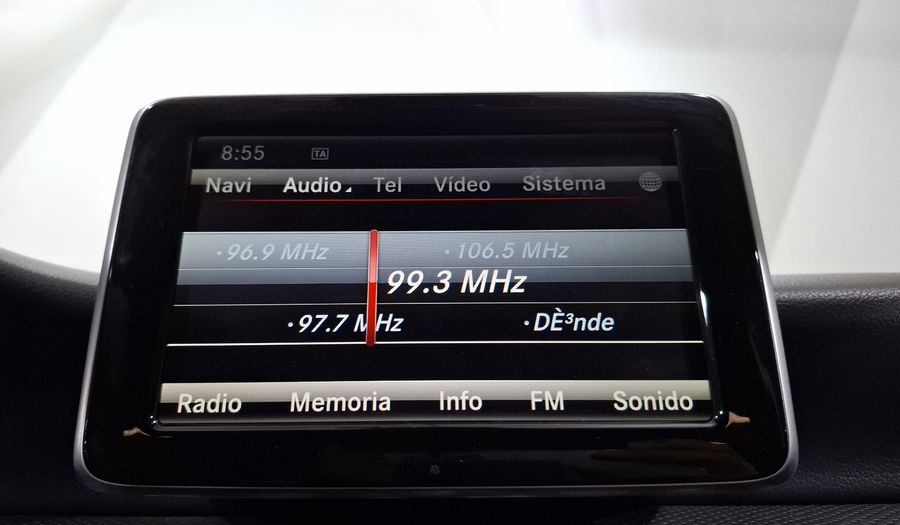 8:55 TA
Navi Audio Tel Vídeo Sistema
·96.9 MHz ·106.5 MHz
99.3 MHz
·97.7 MHz ·DÈ³nde
Radio Memoria Info FM Sonido